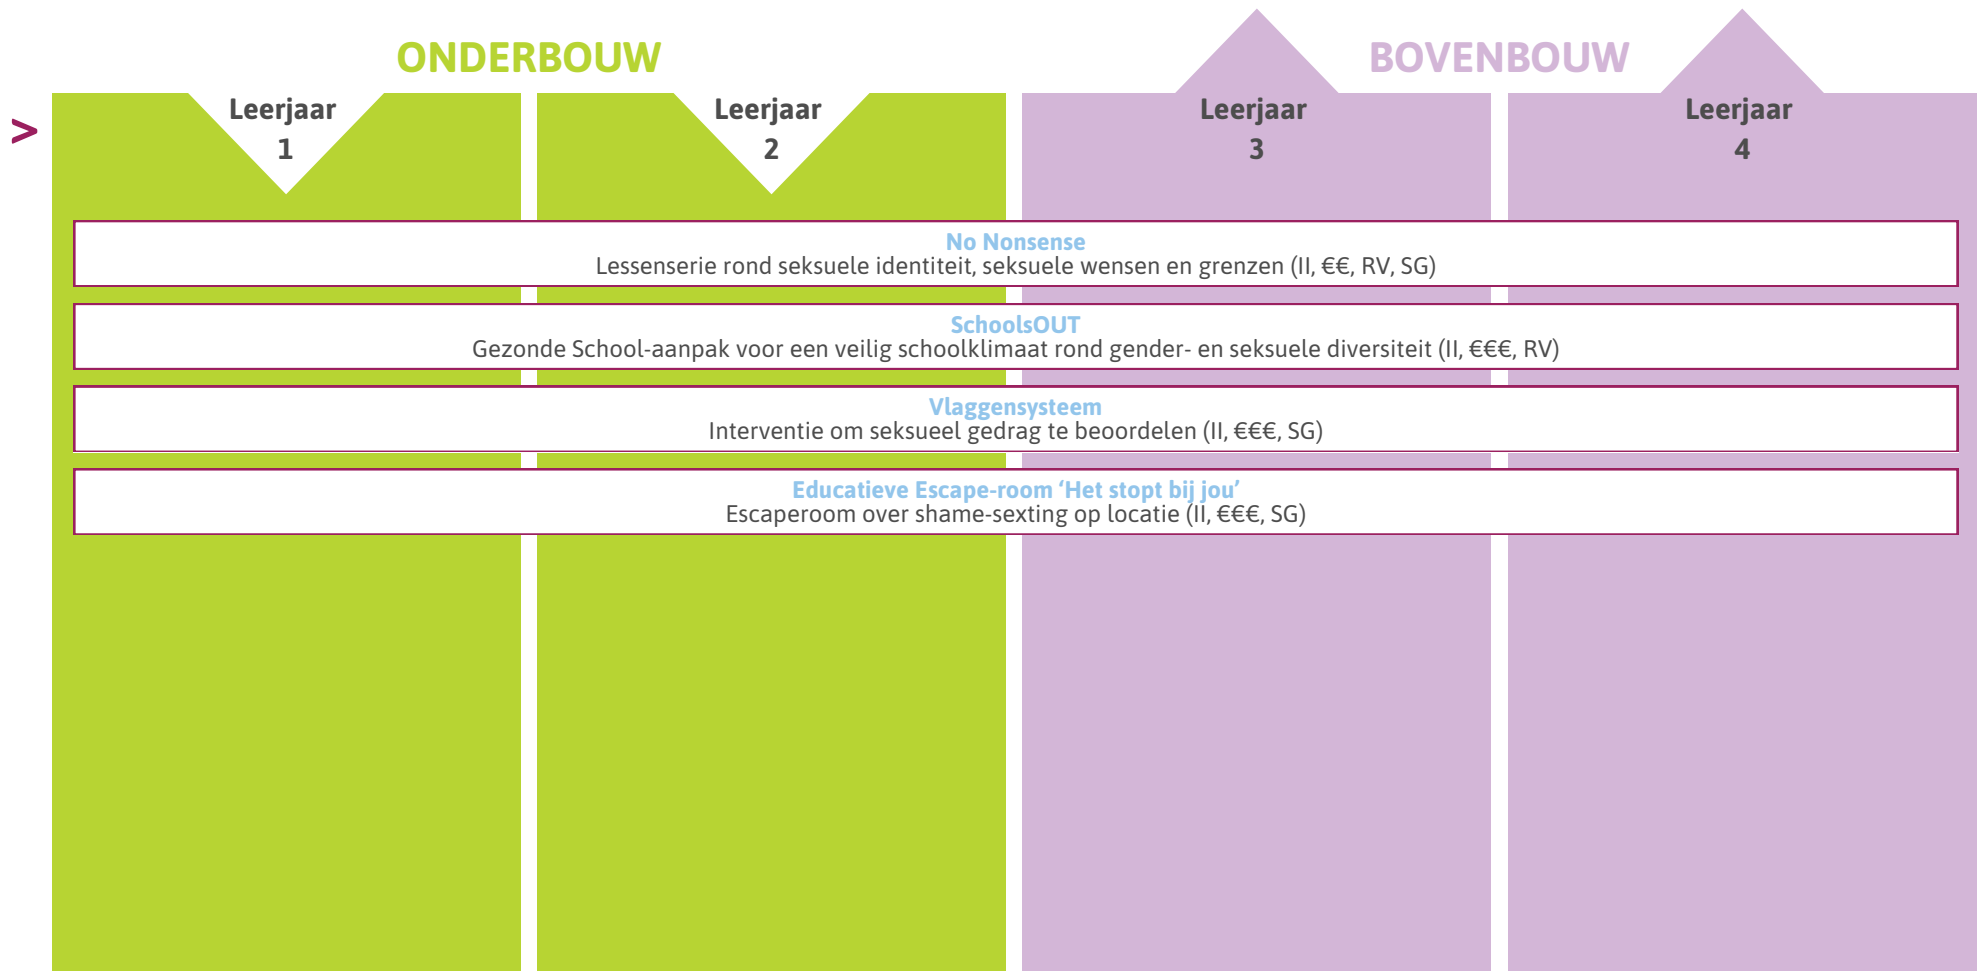 ONDERBOUW
BOVENBOUW
>
Leerjaar
1
Leerjaar
2
Leerjaar
3
Leerjaar
4
No Nonsense
Lessenserie rond seksuele identiteit, seksuele wensen en grenzen (II, €€, RV, SG)
SchoolsOUT
Gezonde School-aanpak voor een veilig schoolklimaat rond gender- en seksuele diversiteit (II, €€€, RV)
Vlaggensysteem
Interventie om seksueel gedrag te beoordelen (II, €€€, SG)
Educatieve Escape-room ‘Het stopt bij jou’
Escaperoom over shame-sexting op locatie (II, €€€, SG)